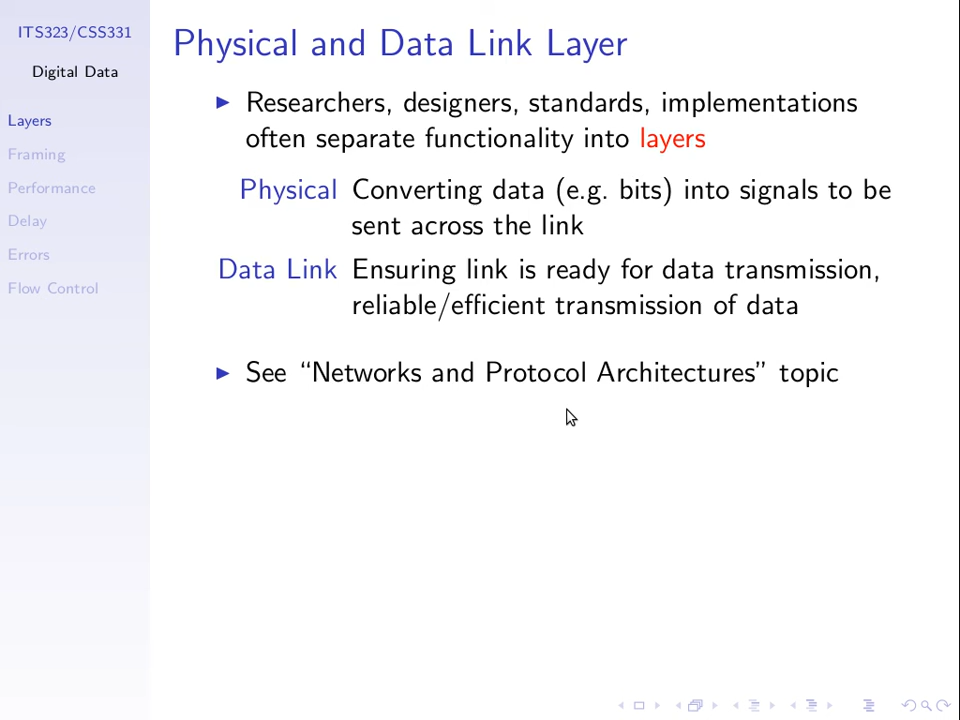 ITS323/CSS331
Digital Data
Layers
Framing
Performance
Delay
Errors
Flow Control
Physical and Data Link Layer
Researchers, designers, standards, implementations
often separate functionality into layers
Physical Converting data (e.g. bits) into signals to be
sent across the link
Data Link Ensuring link is ready for data transmission,
reliable/efficient transmission of data
See “Networks and Protocol Architectures” topic